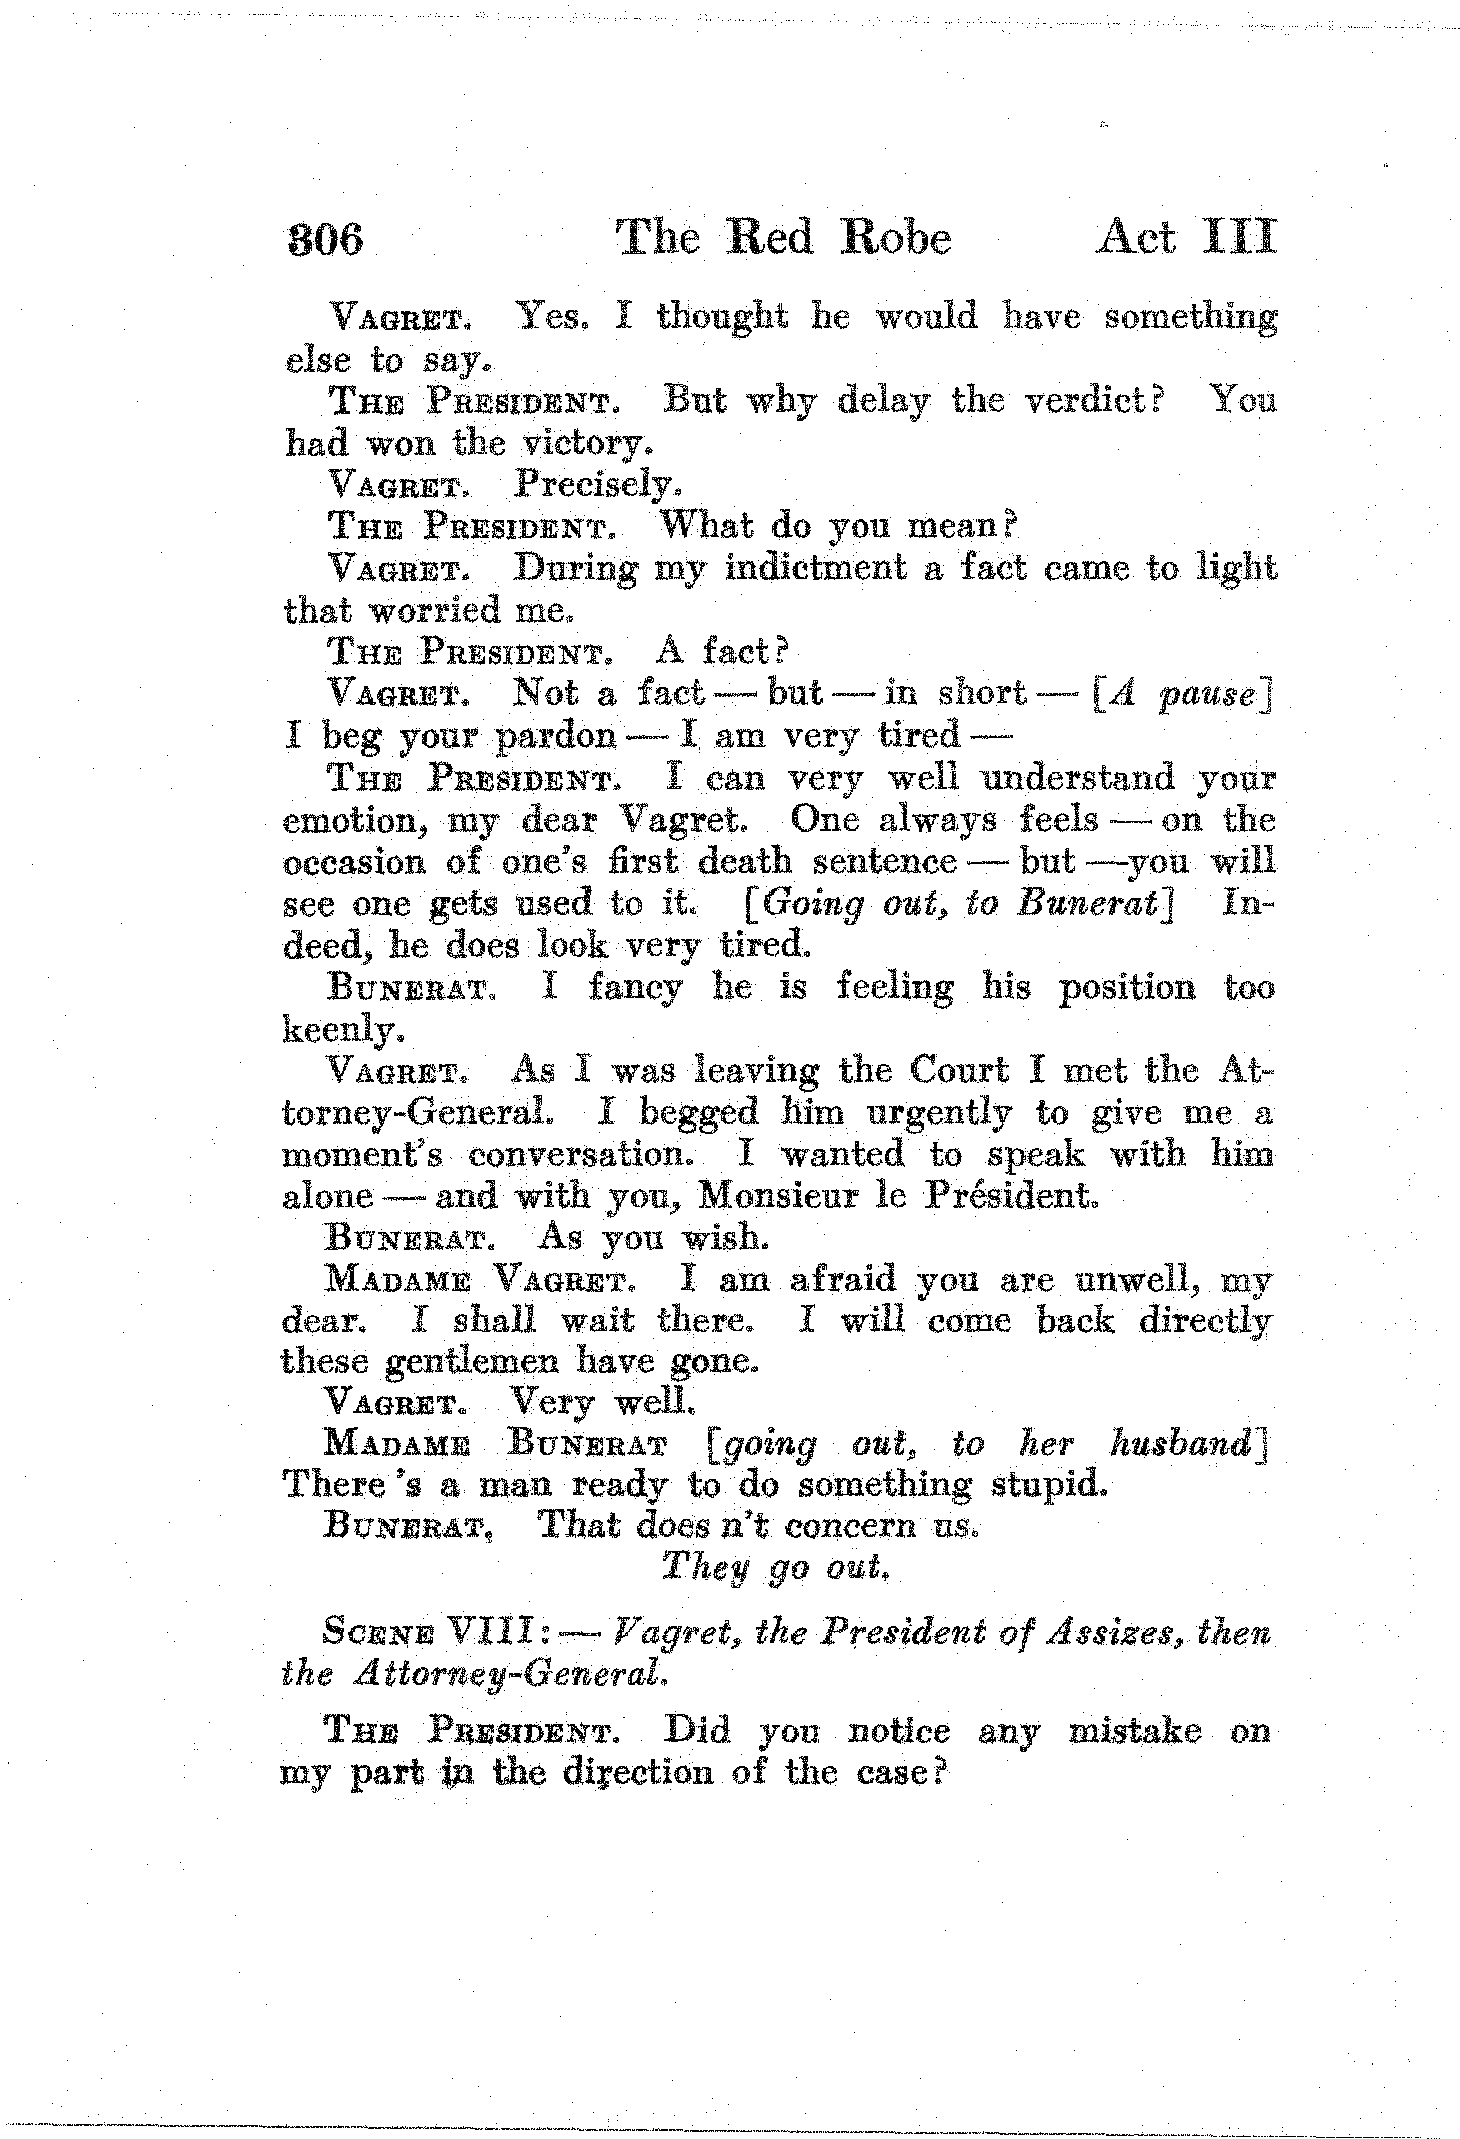 306 The Red Robe Act III
VAGRET. Yes. I thought he would have something
else to say.
THE PRESIDENT. But why delay the verdict? You
had won the victory.
VAGRET. Precisely.
THE PRESIDENT. What do you mean?
VAGRET. During my indictment a fact came to light
that worried me.
THE PRESIDENT. A fact?
VAGRET. Not a fact — but — in short — [A pause]
I beg your pardon — I am very tired —
THE PRESIDENT. I can very well understand your
emotion, my dear Vagret. One always feels — on the
occasion of one's first death sentence — but —you will
see one gets used to it. [Going out, to Bunerat] In-
deed, he does look very tired.
BUNERAT. I fancy he is feeling his position too
keenly.
VAGRET. As I was leaving the Court I met the At-
torney-General. I begged him urgently to give me a
moment's conversation. I wanted to speak with him
alone — and with you, Monsieur le Président.
BUNERAT. As you wish.
MADAME VAGRET. I am afraid you are unwell, my
dear. I shall wait there. I will come back directly
these gentlemen have gone.
VAGRET. Very well.
MADAME BUNERAT [going out, to her husband]
There 's a man ready to do something stupid.
BUNERAT. That does n't concern us.
They go out.
SCENE VIII: — Vagret, the President of Assizes, then
the Attorney-General.
THE PRESIDENT. Did you notice any mistake on
my part in the direction of the case?